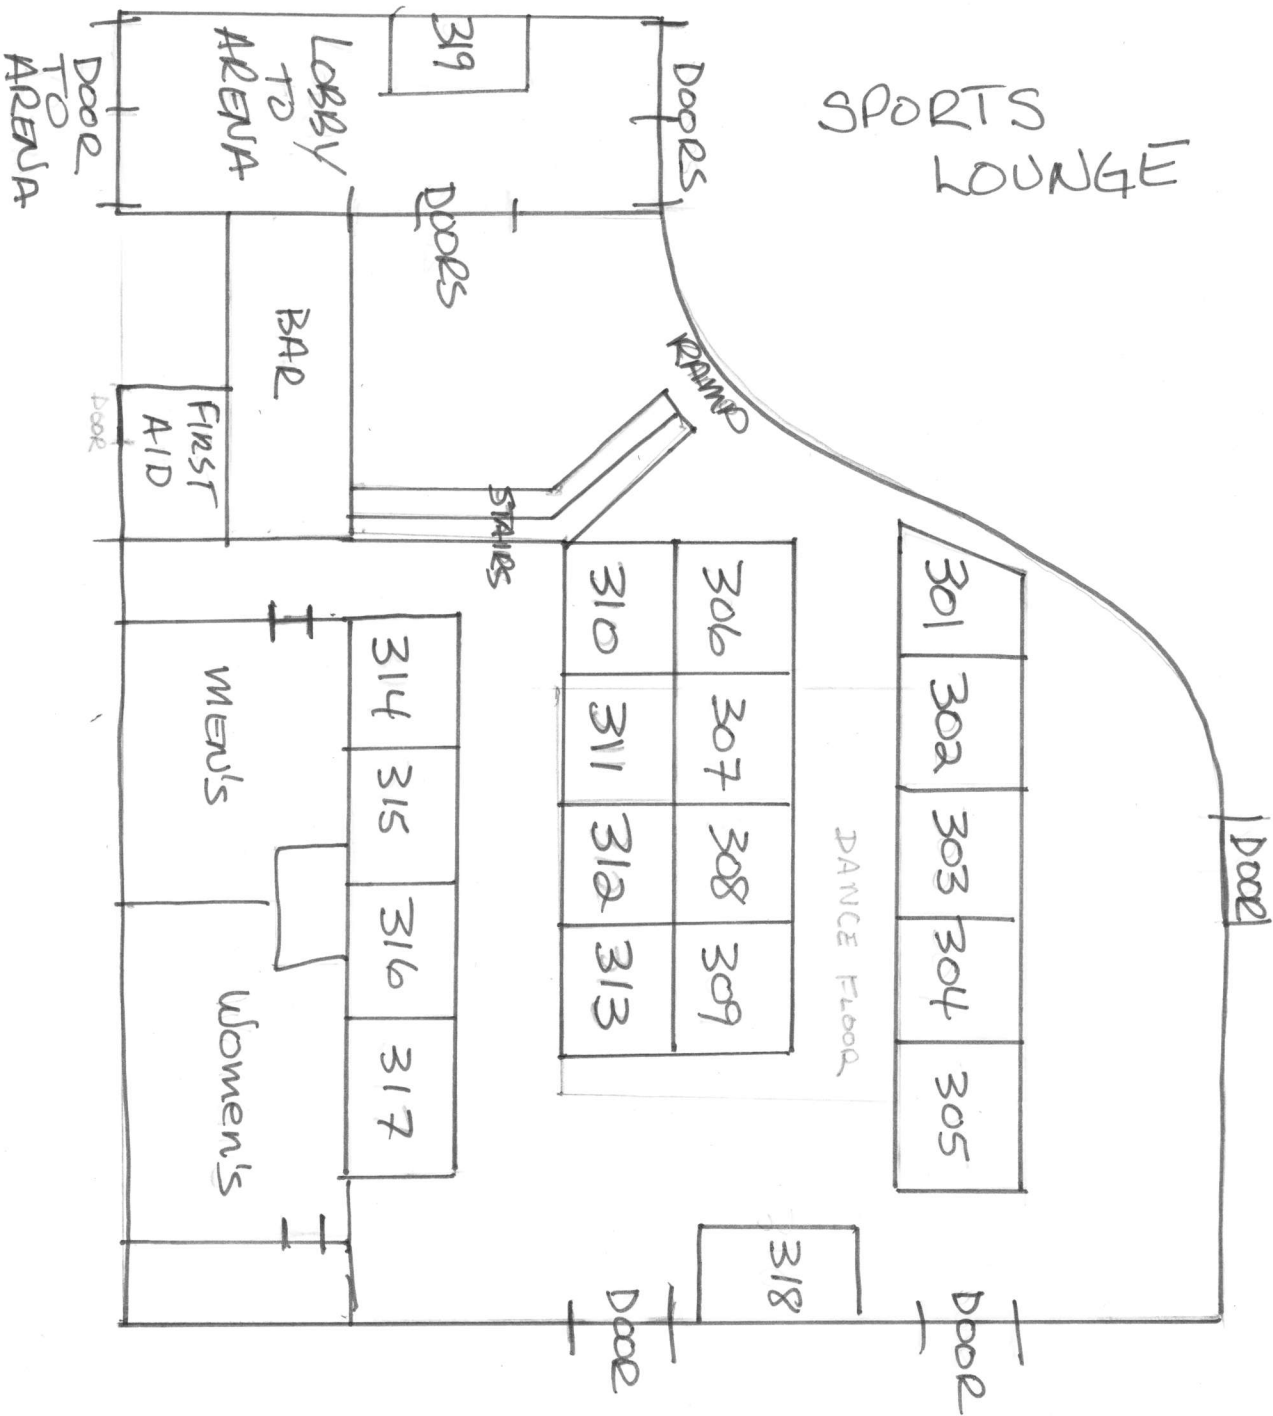 SPORTS
LOUNGE
DOOR
TO
ARENA
LOBBY
TO
ARENA
319
DOORS
DOORS
BAR
RAMP
FIRST
AID
DOOR
STAIRS
301
302
303
304
305
306
307
308
309
310
311
312
313
314
315
316
317
MEN'S
Women's
DANCE FLOOR
DOOR
318
DOOR
DOOR